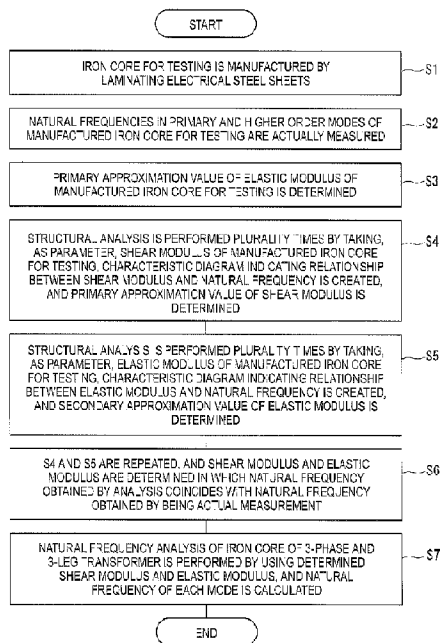 START
IRON CORE FOR TESTING IS MANUFACTURED BY
LAMINATING ELECTRICAL STEEL SHEETS
S1
NATURAL FREQUENCIES IN PRIMARY AND HIGHER ORDER MODES OF
MANUFACTURED IRON CORE FOR TESTING ARE ACTUALLY MEASURED
S2
PRIMARY APPROXIMATION VALUE OF ELASTIC MODULUS OF
MANUFACTURED IRON CORE FOR TESTING IS DETERMINED
S3
STRUCTURAL ANALYSIS IS PERFORMED PLURALITY TIMES BY TAKING,
AS PARAMETER, SHEAR MODULUS OF MANUFACTURED IRON CORE
FOR TESTING, CHARACTERISTIC DIAGRAM INDICATING RELATIONSHIP
BETWEEN SHEAR MODULUS AND NATURAL FREQUENCY IS CREATED,
AND PRIMARY APPROXIMATION VALUE OF SHEAR MODULUS IS
DETERMINED
S4
STRUCTURAL ANALYSIS IS PERFORMED PLURALITY TIMES BY TAKING,
AS PARAMETER, ELASTIC MODULUS OF MANUFACTURED IRON CORE
FOR TESTING, CHARACTERISTIC DIAGRAM INDICATING RELATIONSHIP
BETWEEN ELASTIC MODULUS AND NATURAL FREQUENCY IS CREATED,
AND SECONDARY APPROXIMATION VALUE OF ELASTIC MODULUS IS
DETERMINED
S5
S4 AND S5 ARE REPEATED, AND SHEAR MODULUS AND ELASTIC
MODULUS ARE DETERMINED IN WHICH NATURAL FREQUENCY
OBTAINED BY ANALYSIS COINCIDES WITH NATURAL FREQUENCY
OBTAINED BY BEING ACTUAL MEASUREMENT
S6
NATURAL FREQUENCY ANALYSIS OF IRON CORE OF 3-PHASE AND
3-LEG TRANSFORMER IS PERFORMED BY USING DETERMINED
SHEAR MODULUS AND ELASTIC MODULUS, AND NATURAL
FREQUENCY OF EACH MODE IS CALCULATED
S7
END